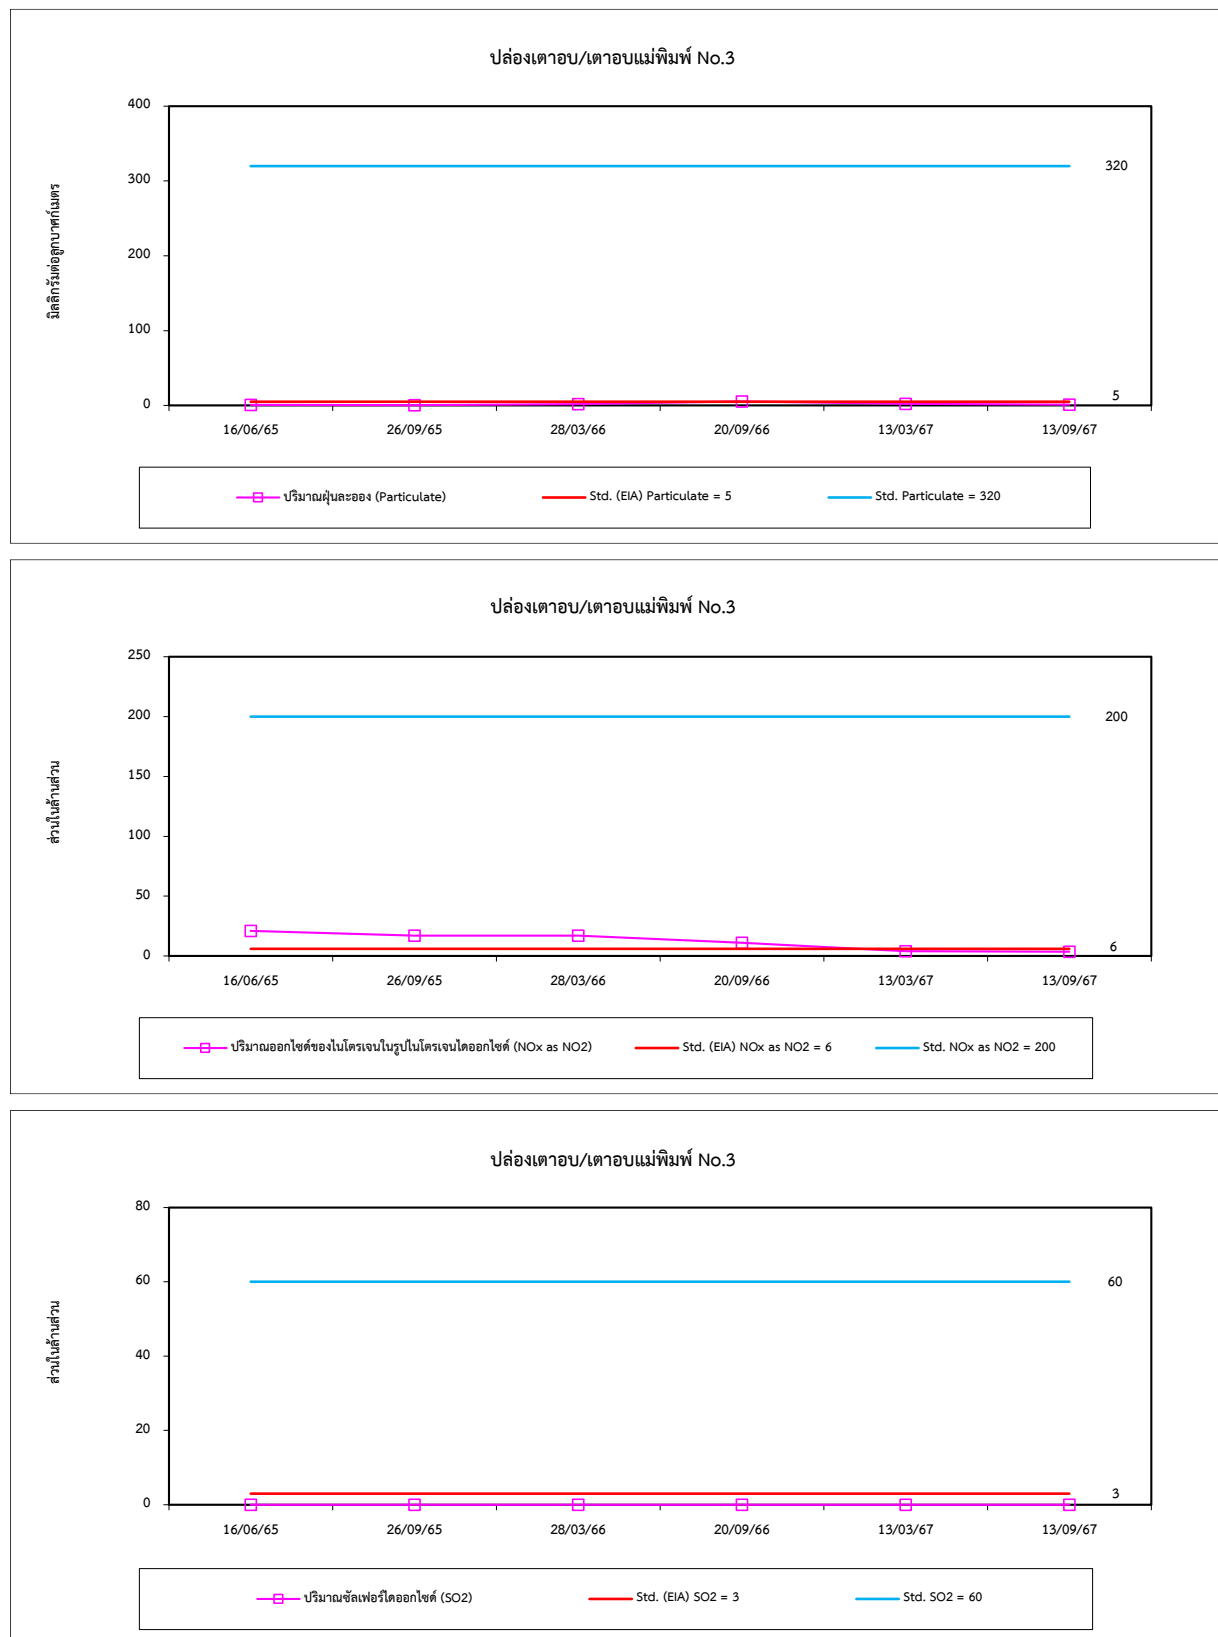 ปล่องเตาอบ/เตาอบแม่พิมพ์ No.3
มิลลิกรัมต่อลูกบาศก์เมตร
400
300
200
100
0
320
5
16/06/65 26/09/65 28/03/66 20/09/66 13/03/67 13/09/67
ปริมาณฝุ่นละออง (Particulate) Std. (EIA) Particulate = 5 Std. Particulate = 320
ปล่องเตาอบ/เตาอบแม่พิมพ์ No.3
ส่วนในล้านส่วน
250
200
150
100
50
0
200
6
16/06/65 26/09/65 28/03/66 20/09/66 13/03/67 13/09/67
ปริมาณออกไซด์ของไนโตรเจนในรูปไนโตรเจนไดออกไซด์ (NOx as NO2) Std. (EIA) NOx as NO2 = 6 Std. NOx as NO2 = 200
ปล่องเตาอบ/เตาอบแม่พิมพ์ No.3
ส่วนในล้านส่วน
80
60
40
20
0
60
3
16/06/65 26/09/65 28/03/66 20/09/66 13/03/67 13/09/67
ปริมาณซัลเฟอร์ไดออกไซด์ (SO2) Std. (EIA) SO2 = 3 Std. SO2 = 60